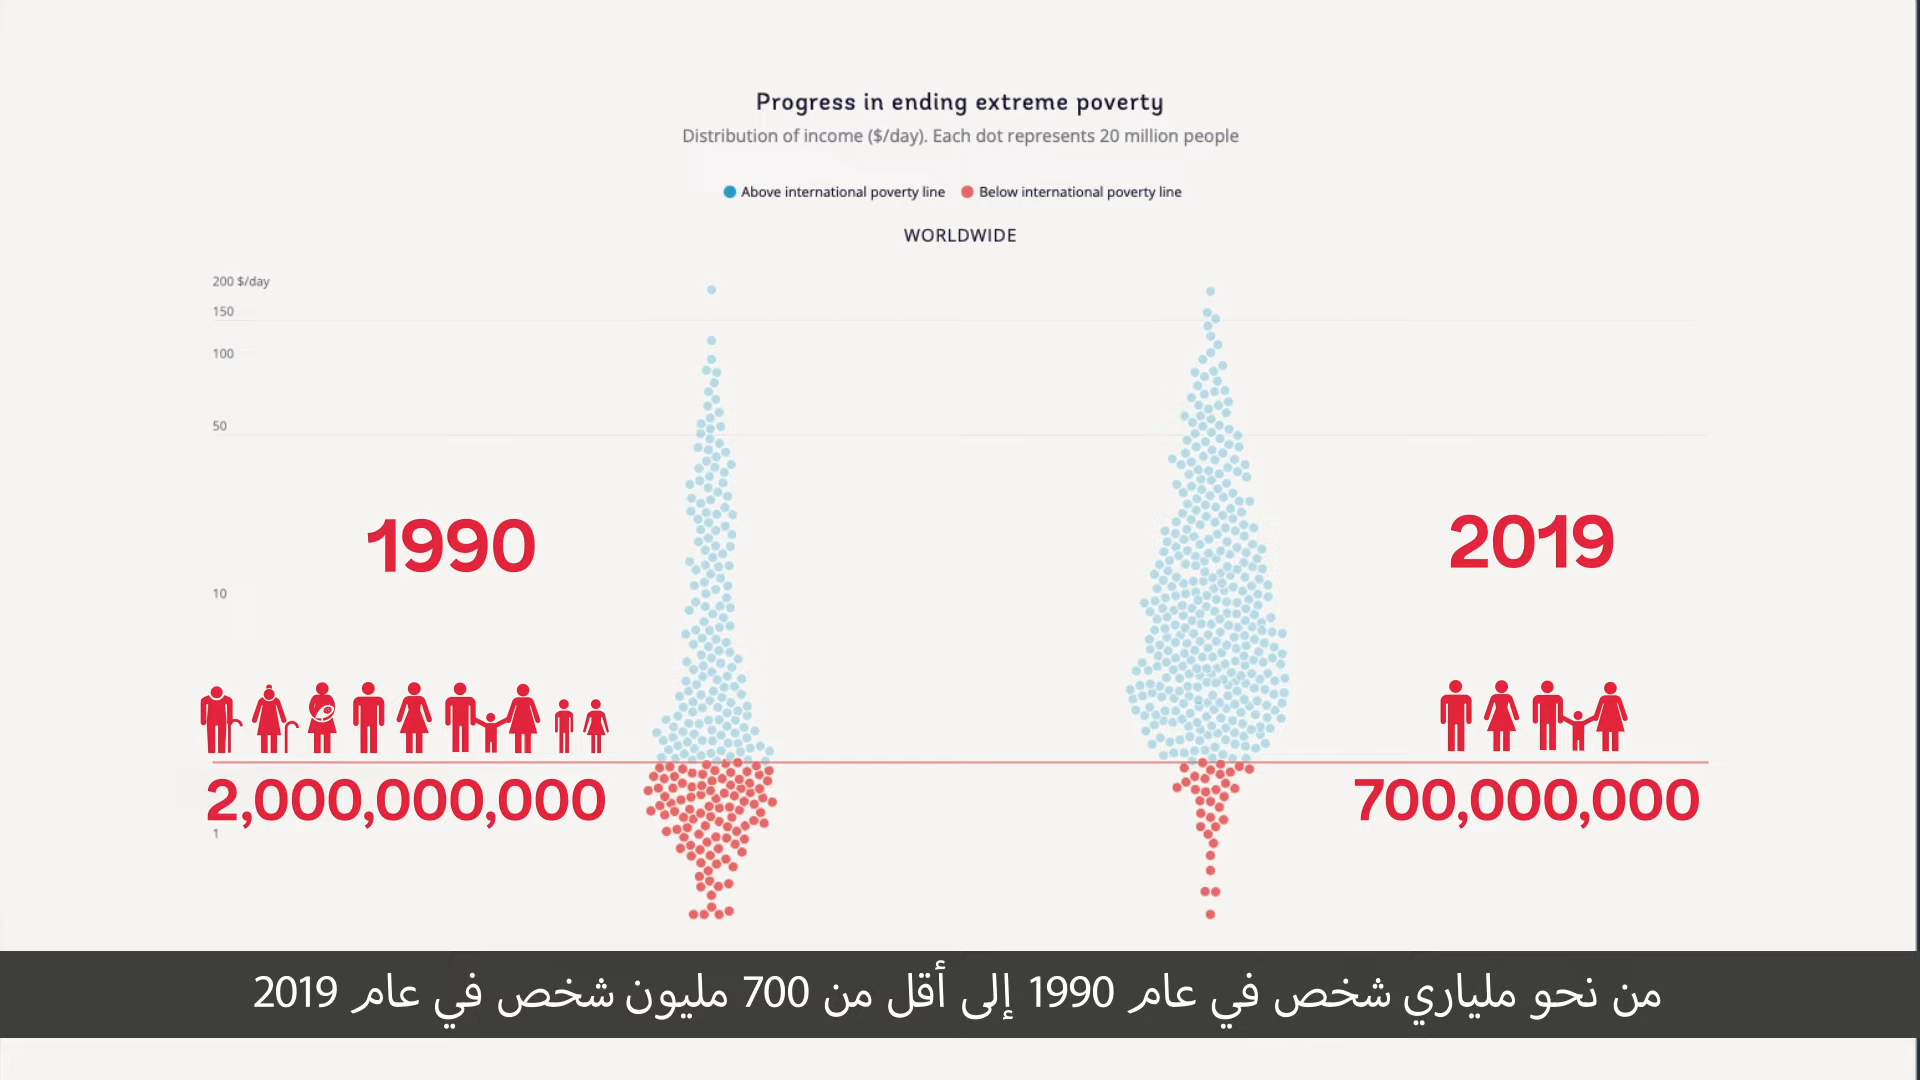 Progress in ending extreme poverty
Distribution of income ($/day). Each dot represents 20 million people
Above international poverty line Below international poverty line
WORLDWIDE
200 $/day
150
100
50
1990
2019
10
2,000,000,000
700,000,000
1
من نحو ملياري شخص في عام 1990 إلى أقل من 700 مليون شخص في عام 2019